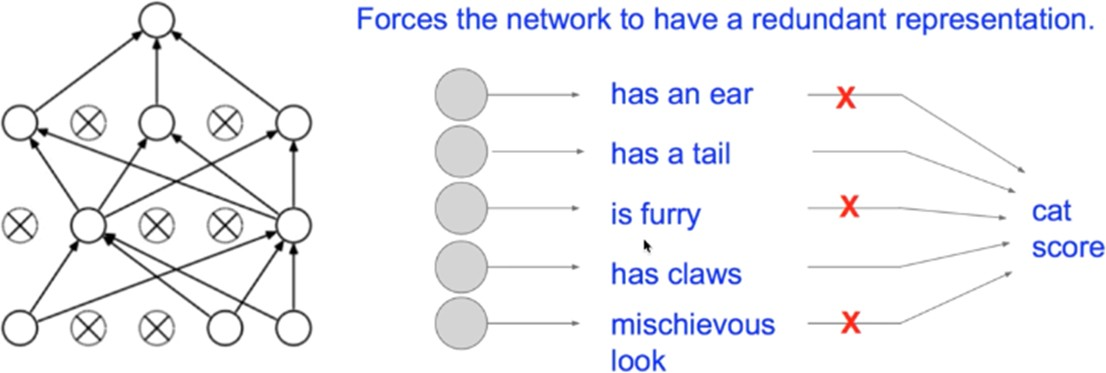 Forces the network to have a redundant representation.
has an ear
X
has a tail
is furry
X
cat
score
has claws
mischievous
X
look